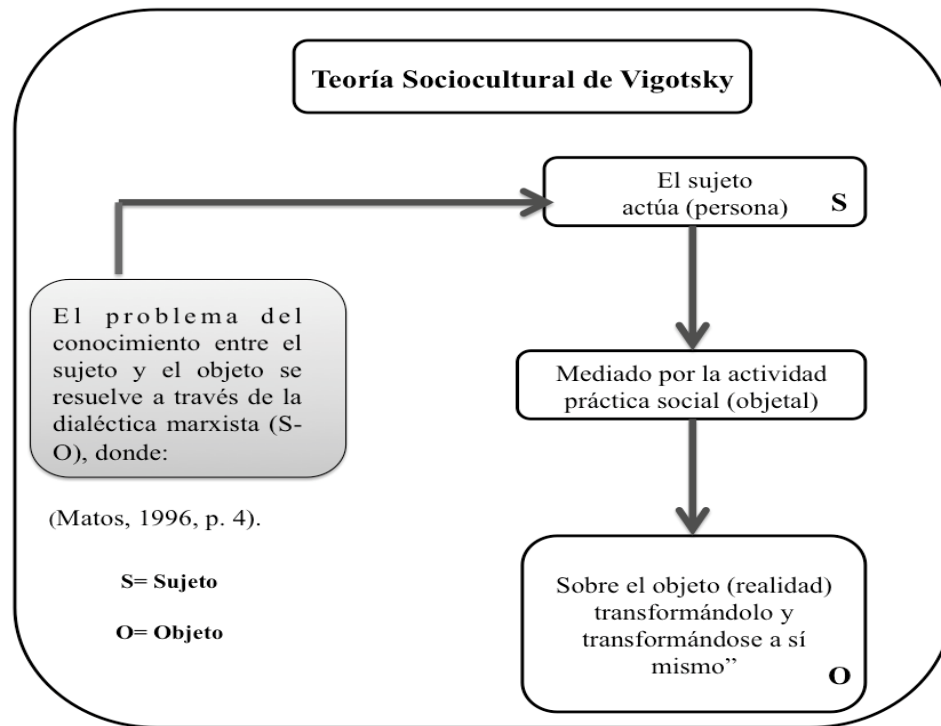 Teoría Sociocultural de Vigotsky
El sujeto
actúa (persona) S
El problema del
conocimiento entre el
sujeto y el objeto se
resuelve a través de la
dialéctica marxista (S-
O), donde:
(Matos, 1996, p. 4).
S= Sujeto
O= Objeto
Mediado por la actividad
práctica social (objetal)
Sobre el objeto (realidad)
transformándolo y
transformándose a sí
mismo”
O